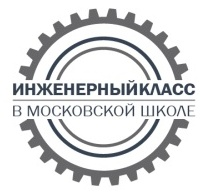 ИНЖЕНЕРНЫЙКЛАСС
В МОСКОВСКОЙ ШКОЛЕ